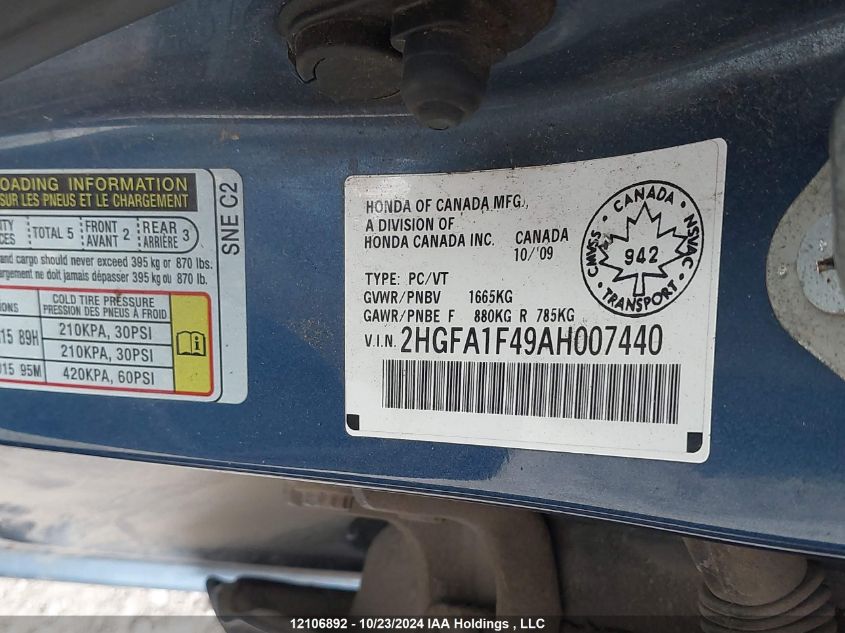 OADING INFORMATION
SUR LES PNEUS ET LE CHARGEMENT
TOTAL 5 FRONT AVANT 2 REAR ARRIÈRE 3
and cargo should never exceed 395 kg or 870 lbs.
argement ne doit jamais dépasser 395 kg ou 870 lb.
COLD TIRE PRESSURE
PRESSION DES PNEUS À FROID
15 89H 210KPA, 30PSI
210KPA, 30PSI
15 95M 420KPA, 60PSI
SNE C2
HONDA OF CANADA MFG.,
A DIVISION OF
HONDA CANADA INC.
CANADA
10/'09
TYPE: PC/VT
GVWR/PNBV 1665KG
GAWR/PNBE F 880KG R 785KG
V.I.N. 2HGFA1F49AH007440
CANADA
CMVSS
NSVAC
942
TRANSPORT
12106892 - 10/23/2024 IAA Holdings , LLC